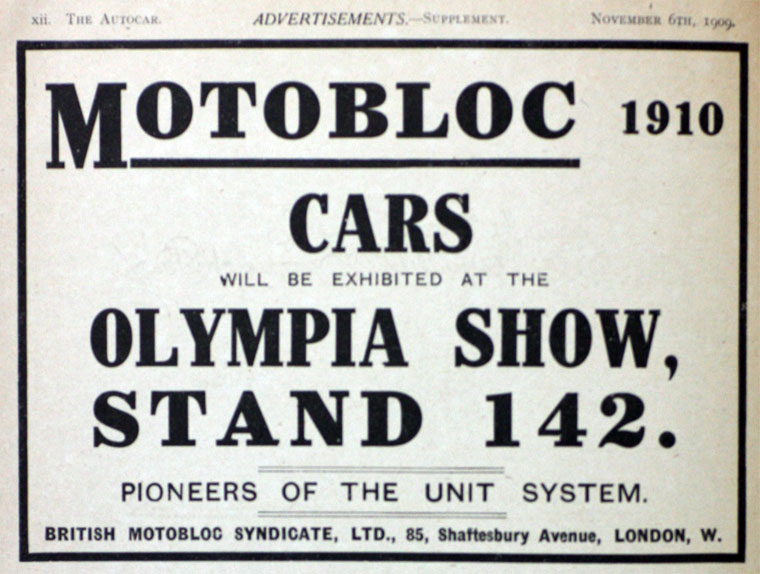 xii. THE AUTOCAR. ADVERTISEMENTS.—SUPPLEMENT. NOVEMBER 6TH, 1909.
MOTOBLOC 1910
CARS
WILL BE EXHIBITED AT THE
OLYMPIA SHOW,
STAND 142.
PIONEERS OF THE UNIT SYSTEM.
BRITISH MOTOBLOC SYNDICATE, LTD., 85, Shaftesbury Avenue, LONDON, W.